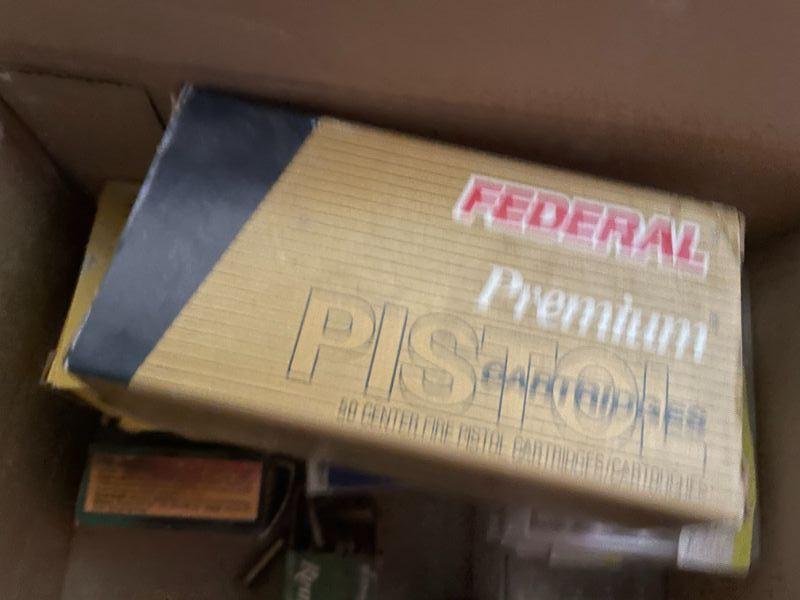 FEDERAL
Premium
PISTOL
CARTRIDGES
50 CENTER FIRE PISTOL CARTRIDGES/CARTOUCHES